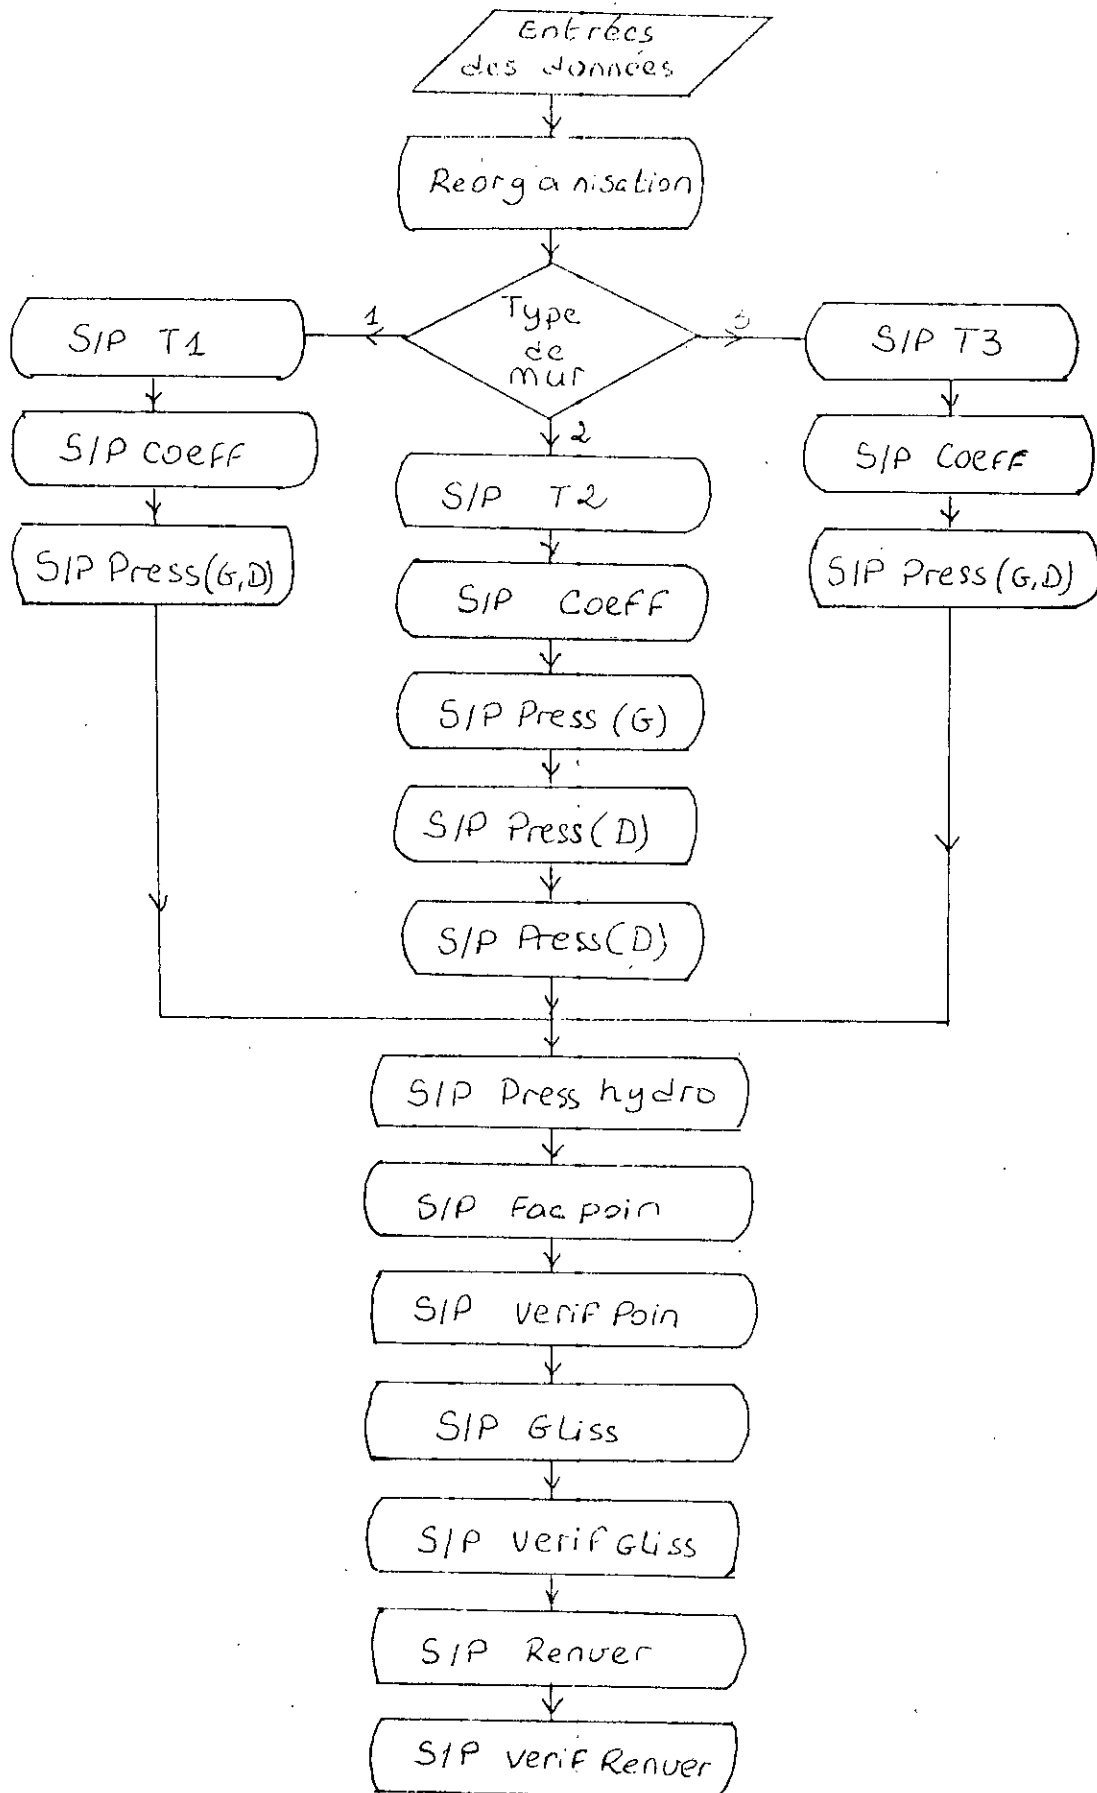 Entrées
des données
Réorganisation
Type
de
mur
1
2
3
S/P T1
S/P Coeff
S/P Press(G,D)
S/P T2
S/P Coeff
S/P Press (G)
S/P Press(D)
S/P Press(D)
S/P T3
S/P Coeff
S/P Press(G,D)
S/P Press hydro
S/P Fac poin
S/P Verif Poin
S/P Gliss
S/P Verif Gliss
S/P Renver
S/P Verif Renver